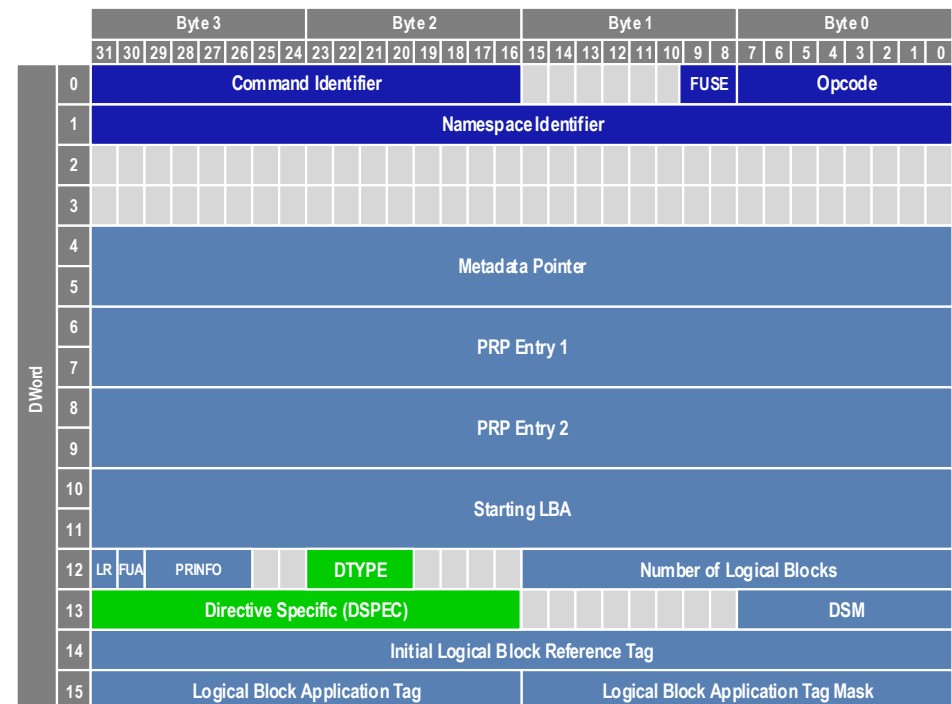 Byte 3 Byte 2 Byte 1 Byte 0
31 30 29 28 27 26 25 24 23 22 21 20 19 18 17 16 15 14 13 12 11 10 9 8 7 6 5 4 3 2 1 0
DWord
0 Command Identifier FUSE Opcode
1 Namespace Identifier
2
3
4
Metadata Pointer
5
6
PRP Entry 1
7
8
PRP Entry 2
9
10
Starting LBA
11
12 LR FUA PRINFO DTYPE Number of Logical Blocks
13 Directive Specific (DSPEC) DSM
14 Initial Logical Block Reference Tag
15 Logical Block Application Tag Logical Block Application Tag Mask